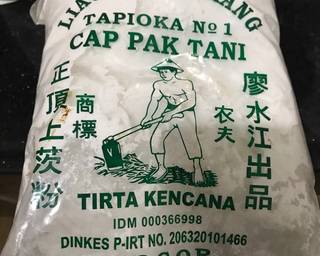 TAPIOKA No 1
CAP PAK TANI
正頂上茨粉
商標
农夫
廖水江出品
TIRTA KENCANA
IDM 000366998
DINKES P-IRT NO. 206320101466